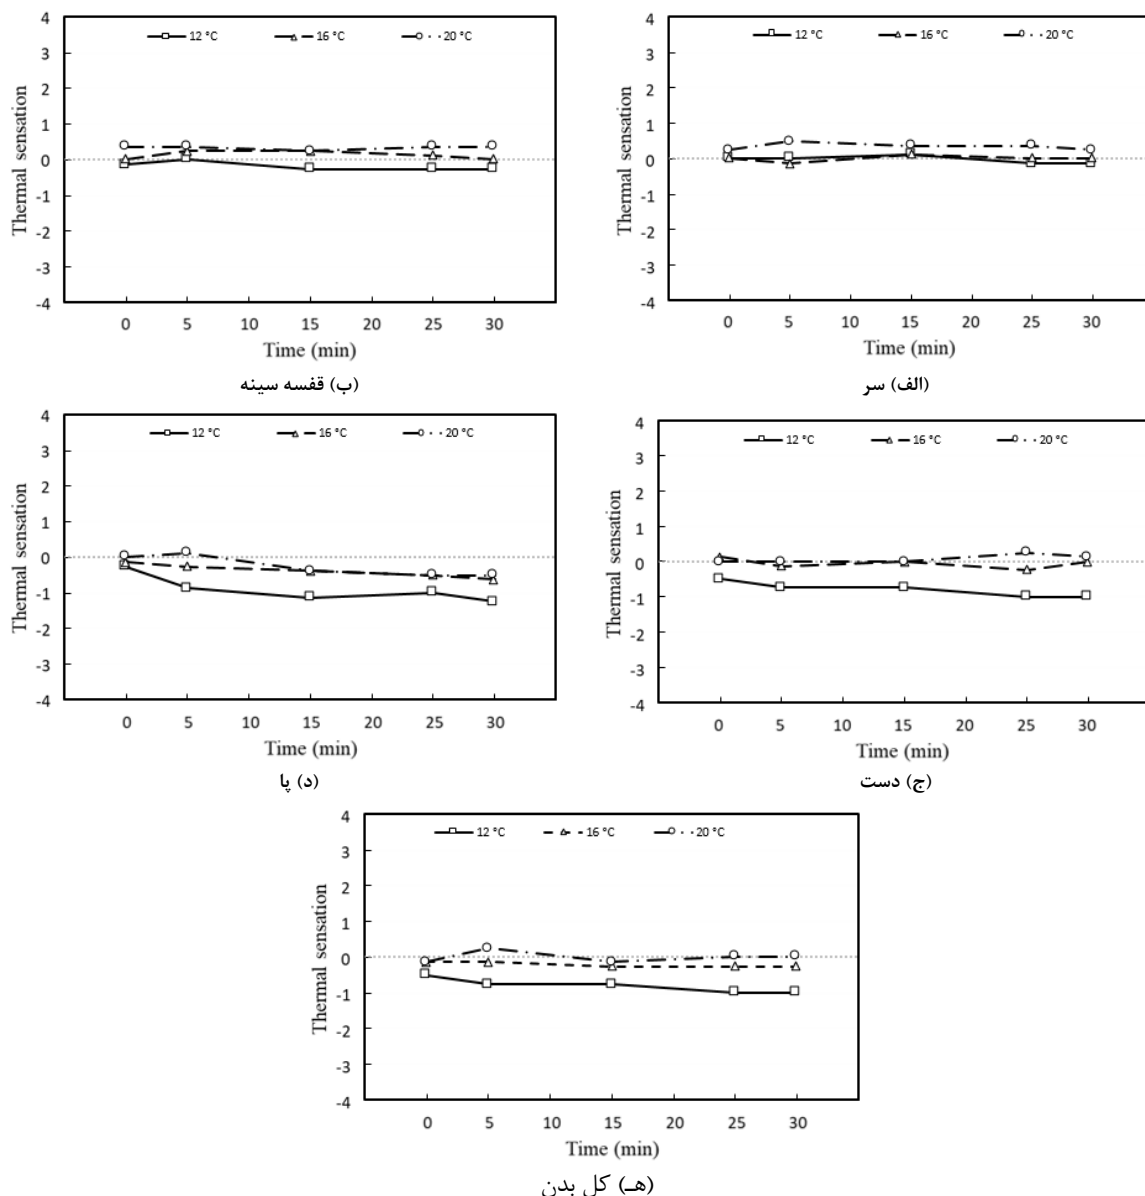 4
3
2
1
0
-1
-2
-3
-4
Thermal sensation
12 °C 16 °C 20 °C
0 5 10 15 20 25 30
Time (min)
(الف) سر
4
3
2
1
0
-1
-2
-3
-4
Thermal sensation
12 °C 16 °C 20 °C
0 5 10 15 20 25 30
Time (min)
(ب) قفسه سینه
4
3
2
1
0
-1
-2
-3
-4
Thermal sensation
12 °C 16 °C 20 °C
0 5 10 15 20 25 30
Time (min)
(ج) دست
4
3
2
1
0
-1
-2
-3
-4
Thermal sensation
12 °C 16 °C 20 °C
0 5 10 15 20 25 30
Time (min)
(د) پا
4
3
2
1
0
-1
-2
-3
-4
Thermal sensation
12 °C 16 °C 20 °C
0 5 10 15 20 25 30
Time (min)
(هـ) کل بدن